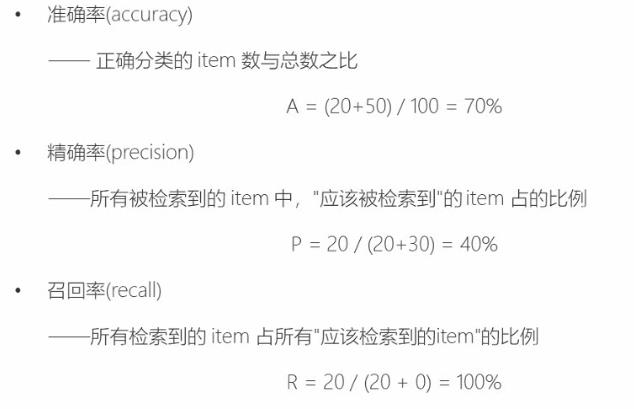 • 准确率(accuracy)
—— 正确分类的 item 数与总数之比
A = (20+50) / 100 = 70%
• 精确率(precision)
——所有被检索到的 item 中，"应该被检索到"的 item 占的比例
P = 20 / (20+30) = 40%
• 召回率(recall)
——所有检索到的 item 占所有"应该检索到的item"的比例
R = 20 / (20 + 0) = 100%